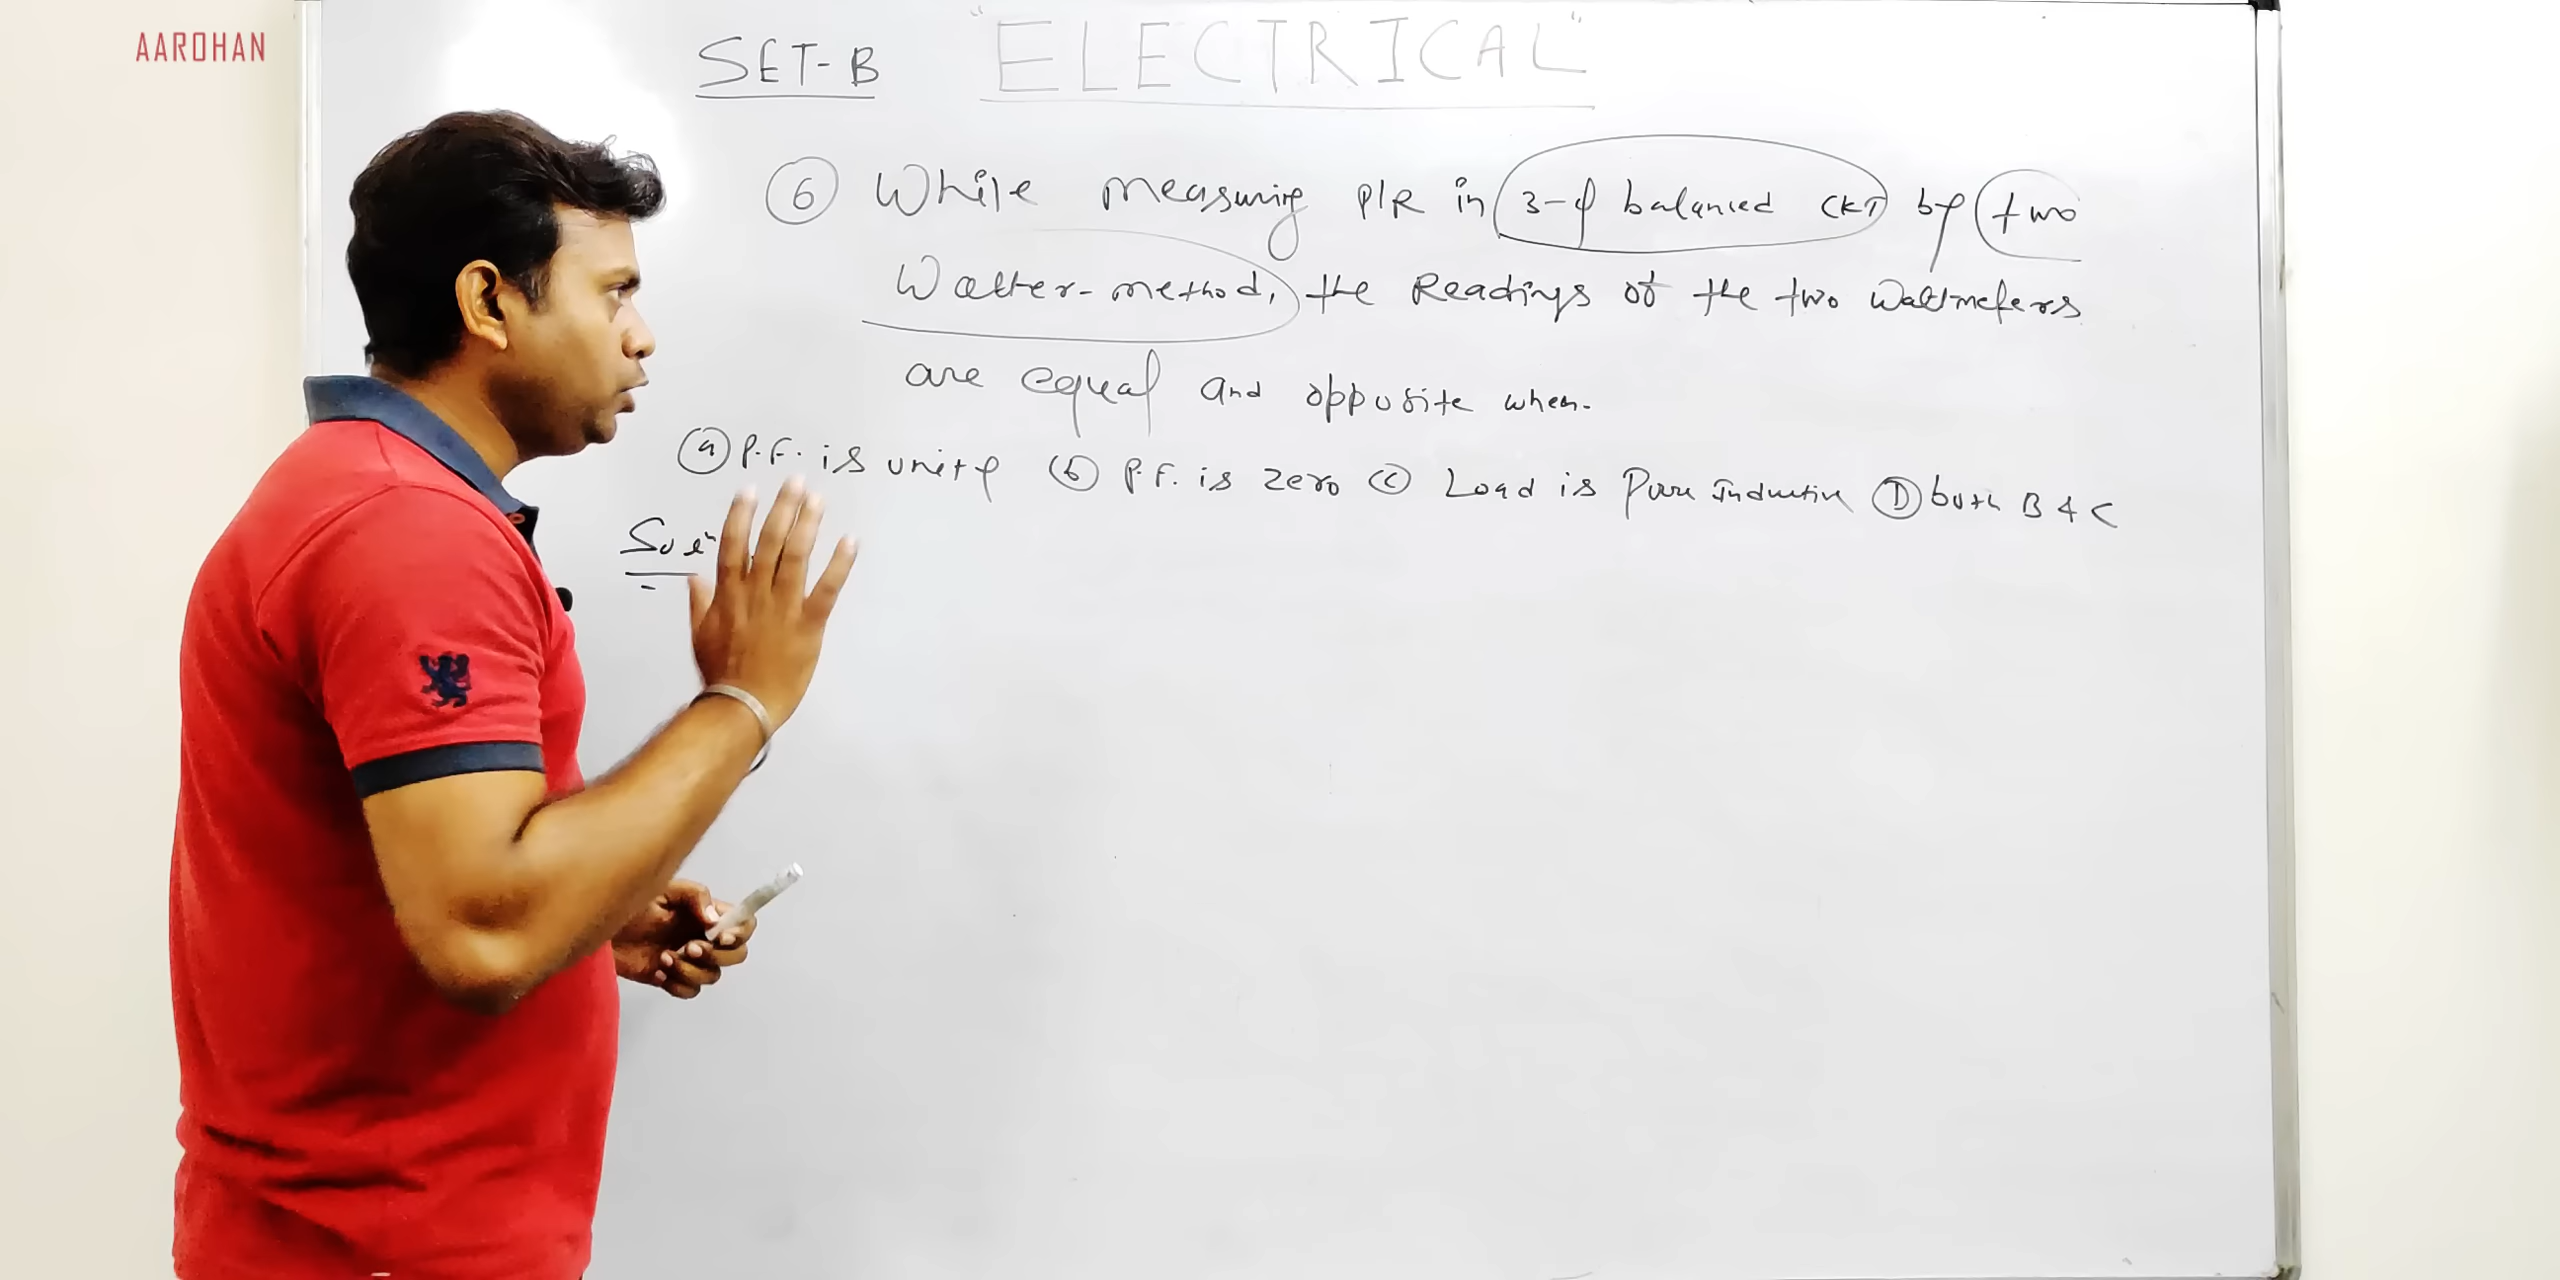 AAROHAN
SET-B "ELECTRICAL"
6 While measuring P/R in 3-φ balanced CKT by two
Watter-method, the Readings of the two Wattmeters
are equal and opposite when.
a P.F. is unity b P.F. is zero c Load is Pure Inductive D both B & C
Soln